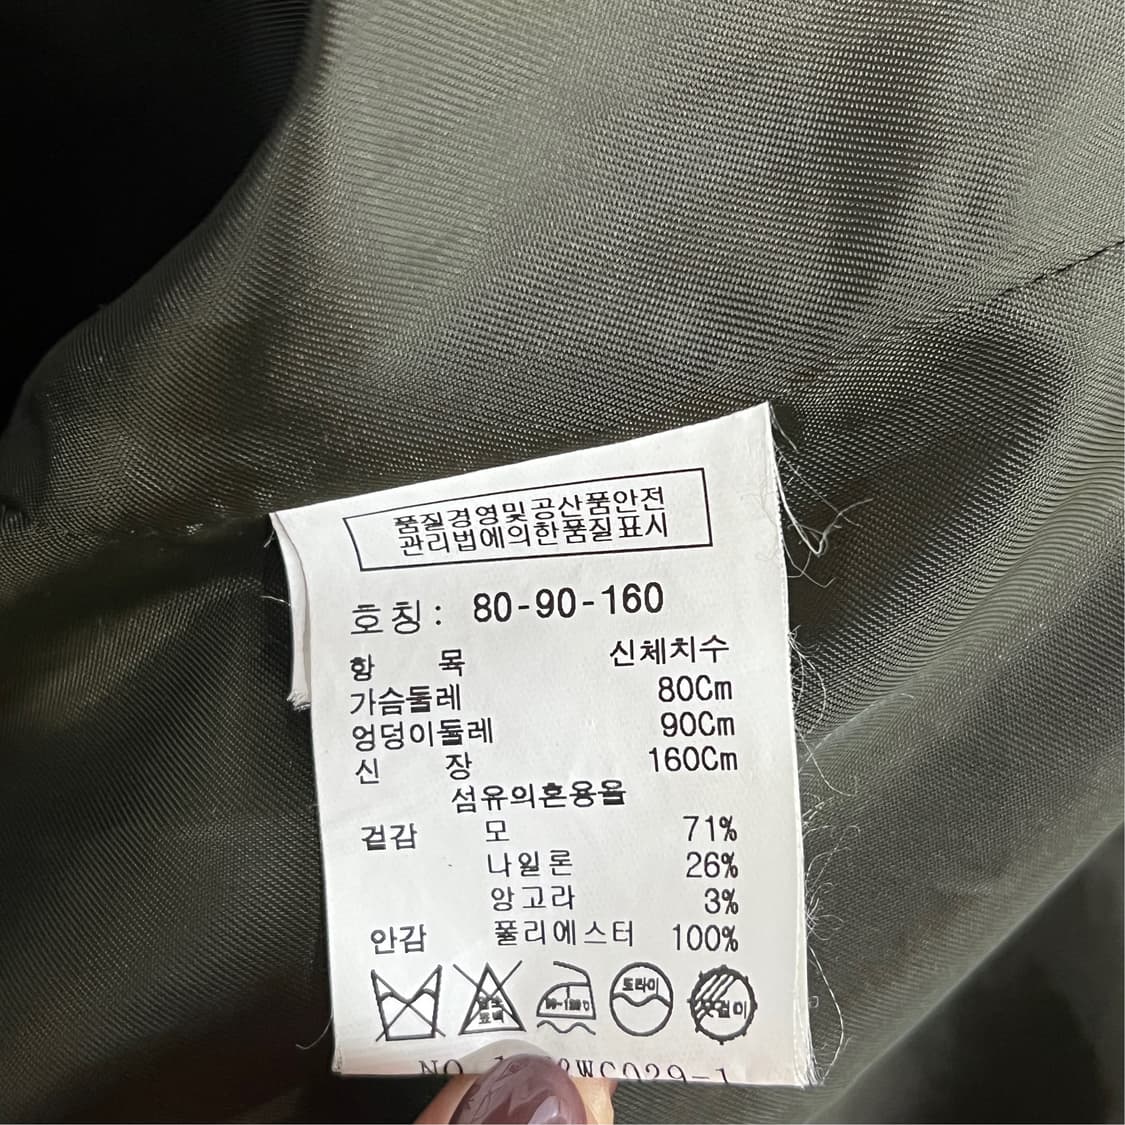 품질경영및공산품안전
관리법에의한품질표시
호칭: 80-90-160
항 목 신체치수
가슴둘레 80Cm
엉덩이둘레 90Cm
신 장 160Cm
섬유의혼용율
겉감 모 71%
나일론 26%
앙고라 3%
안감 폴리에스터 100%
드라이 옷걸이